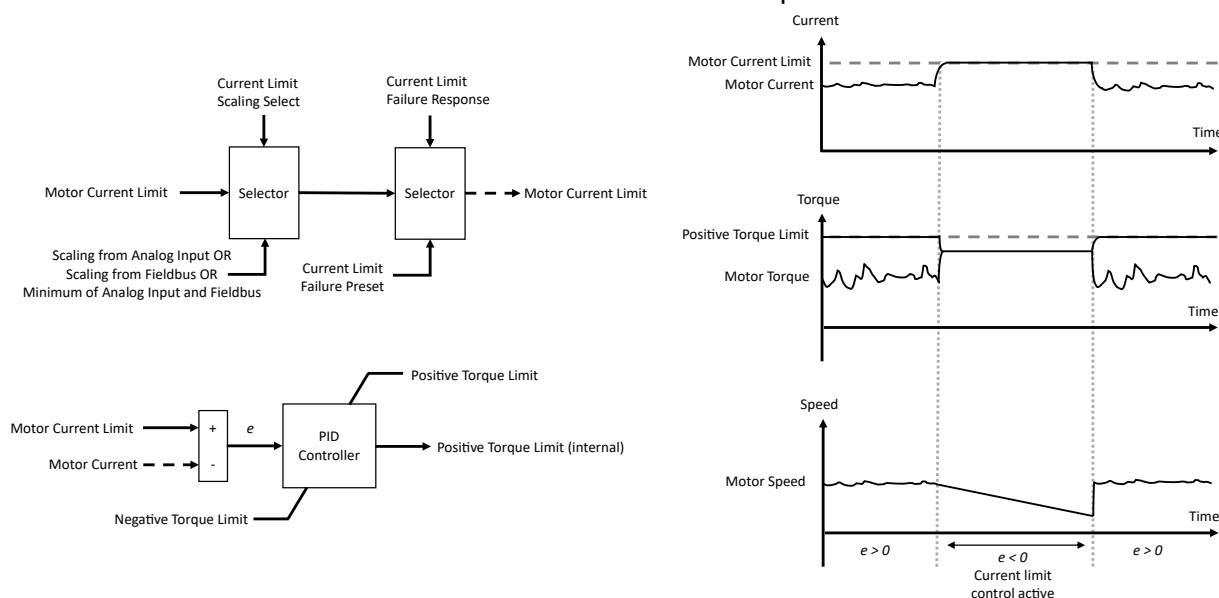 Current Limit
Scaling Select
Current Limit
Failure Response
Motor Current Limit
Selector
Selector
Motor Current Limit
Scaling from Analog Input OR
Scaling from Fieldbus OR
Minimum of Analog Input and Fieldbus
Current Limit
Failure Preset
Positive Torque Limit
Motor Current Limit
+
e
PID
Controller
Positive Torque Limit (internal)
Motor Current
-
Negative Torque Limit
Current
Motor Current Limit
Motor Current
Time
Torque
Positive Torque Limit
Motor Torque
Time
Speed
Motor Speed
Time
e > 0
e < 0
e > 0
Current limit
control active